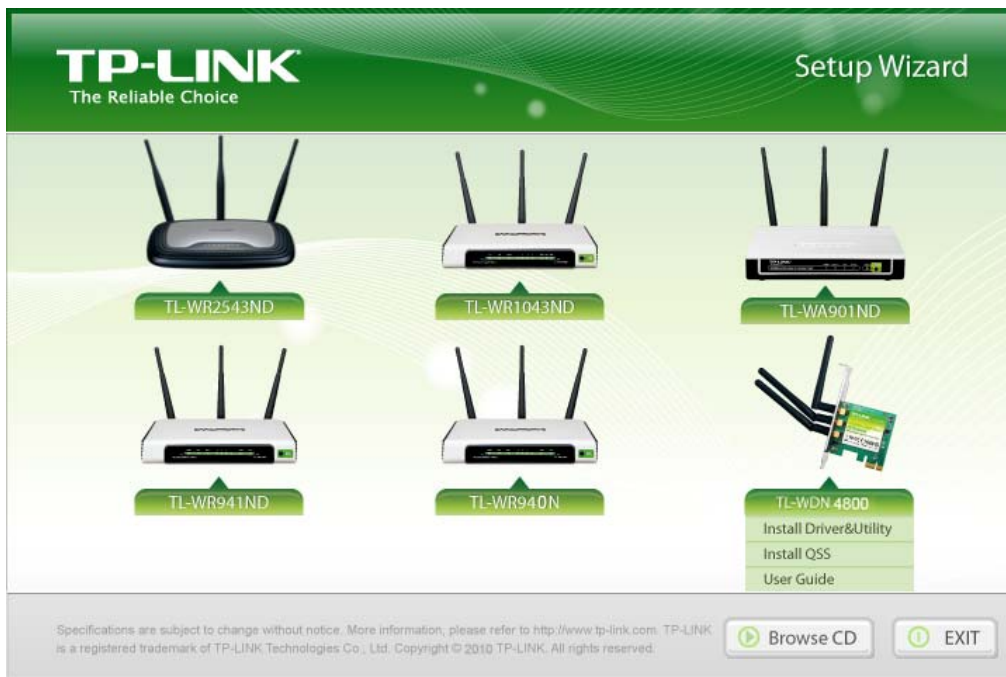 TP-LINK®
The Reliable Choice
Setup Wizard
TL-WR2543ND
TL-WR1043ND
TL-WA901ND
TL-WR941ND
TL-WR940N
TL-WDN 4800
Install Driver&Utility
Install QSS
User Guide
Specifications are subject to change without notice. More information, please refer to http://www.tp-link.com. TP-LINK
is a registered trademark of TP-LINK Technologies Co., Ltd. Copyright © 2010 TP-LINK. All rights reserved.
Browse CD
EXIT